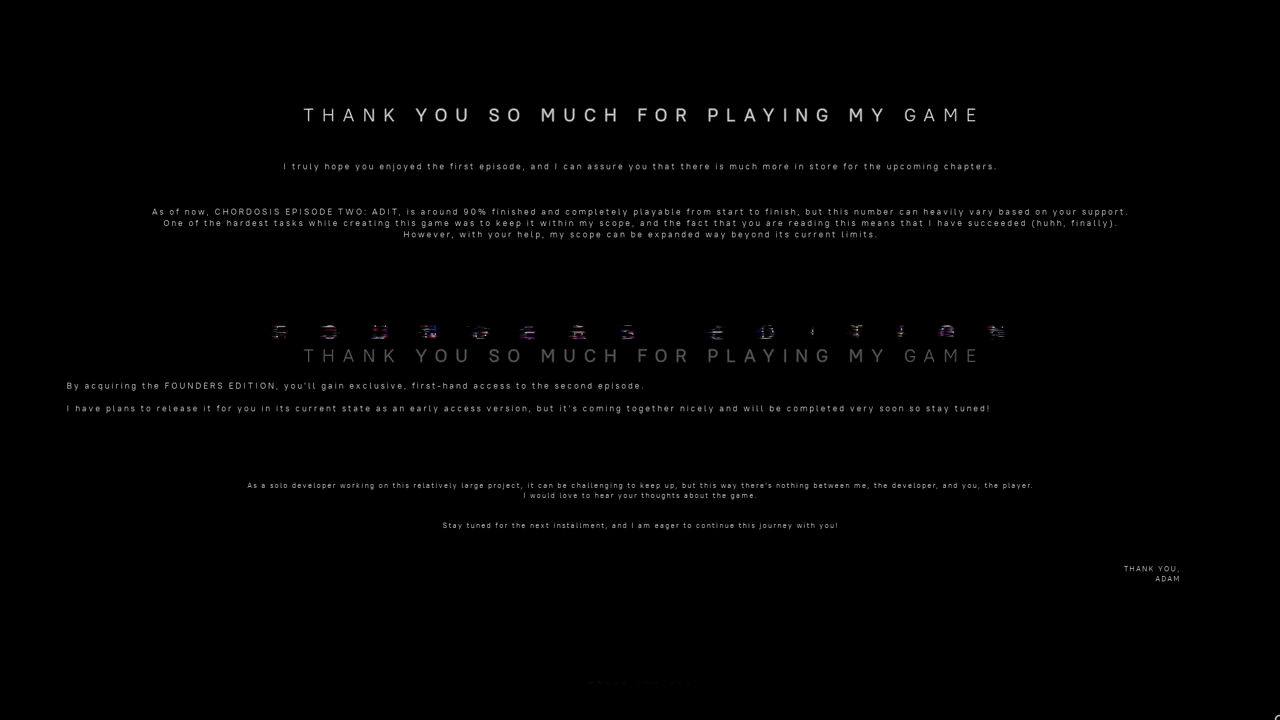 THANK YOU SO MUCH FOR PLAYING MY GAME
I truly hope you enjoyed the first episode, and I can assure you that there is much more in store for the upcoming chapters.
As of now, CHORDOSIS EPISODE TWO: ADIT, is around 90% finished and completely playable from start to finish, but this number can heavily vary based on your support.
One of the hardest tasks while creating this game was to keep it within my scope, and the fact that you are reading this means that I have succeeded (huhh, finally).
However, with your help, my scope can be expanded way beyond its current limits.
FOUNDERS EDITION
THANK YOU SO MUCH FOR PLAYING MY GAME
By acquiring the FOUNDERS EDITION, you'll gain exclusive, first-hand access to the second episode.
I have plans to release it for you in its current state as an early access version, but it's coming together nicely and will be completed very soon so stay tuned!
As a solo developer working on this relatively large project, it can be challenging to keep up, but this way there's nothing between me, the developer, and you, the player.
I would love to hear your thoughts about the game.
Stay tuned for the next installment, and I am eager to continue this journey with you!
THANK YOU,
ADAM